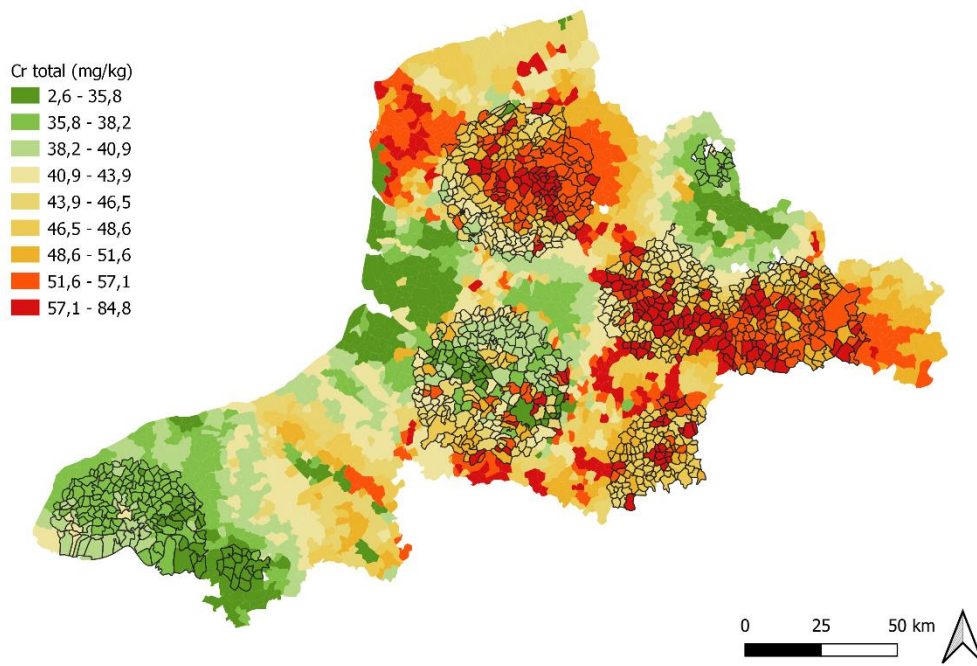 Cr total (mg/kg)
2,6 - 35,8
35,8 - 38,2
38,2 - 40,9
40,9 - 43,9
43,9 - 46,5
46,5 - 48,6
48,6 - 51,6
51,6 - 57,1
57,1 - 84,8
0 25 50 km